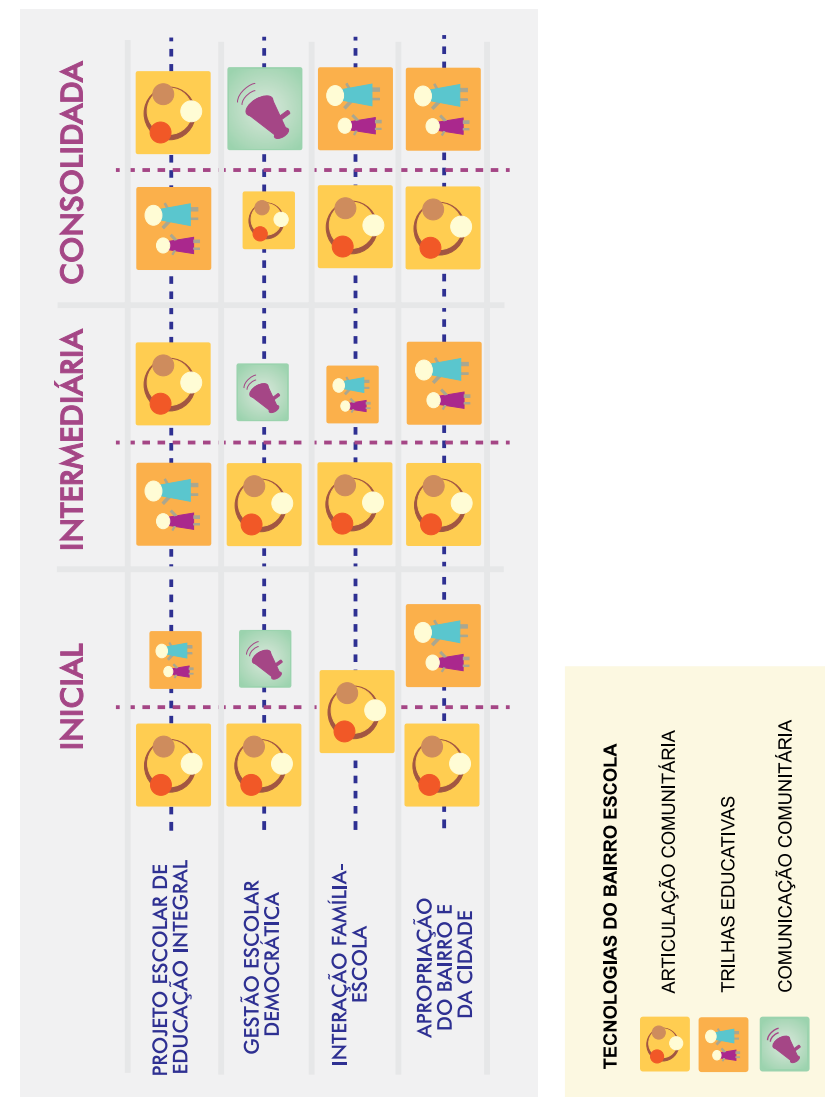 INICIAL
INTERMEDIÁRIA
CONSOLIDADA
PROJETO ESCOLAR DE
EDUCAÇÃO INTEGRAL
GESTÃO ESCOLAR
DEMOCRÁTICA
INTERAÇÃO FAMÍLIA-
ESCOLA
APROPRIAÇÃO
DO BAIRRO E
DA CIDADE
TECNOLOGIAS DO BAIRRO ESCOLA
ARTICULAÇÃO COMUNITÁRIA
TRILHAS EDUCATIVAS
COMUNICAÇÃO COMUNITÁRIA